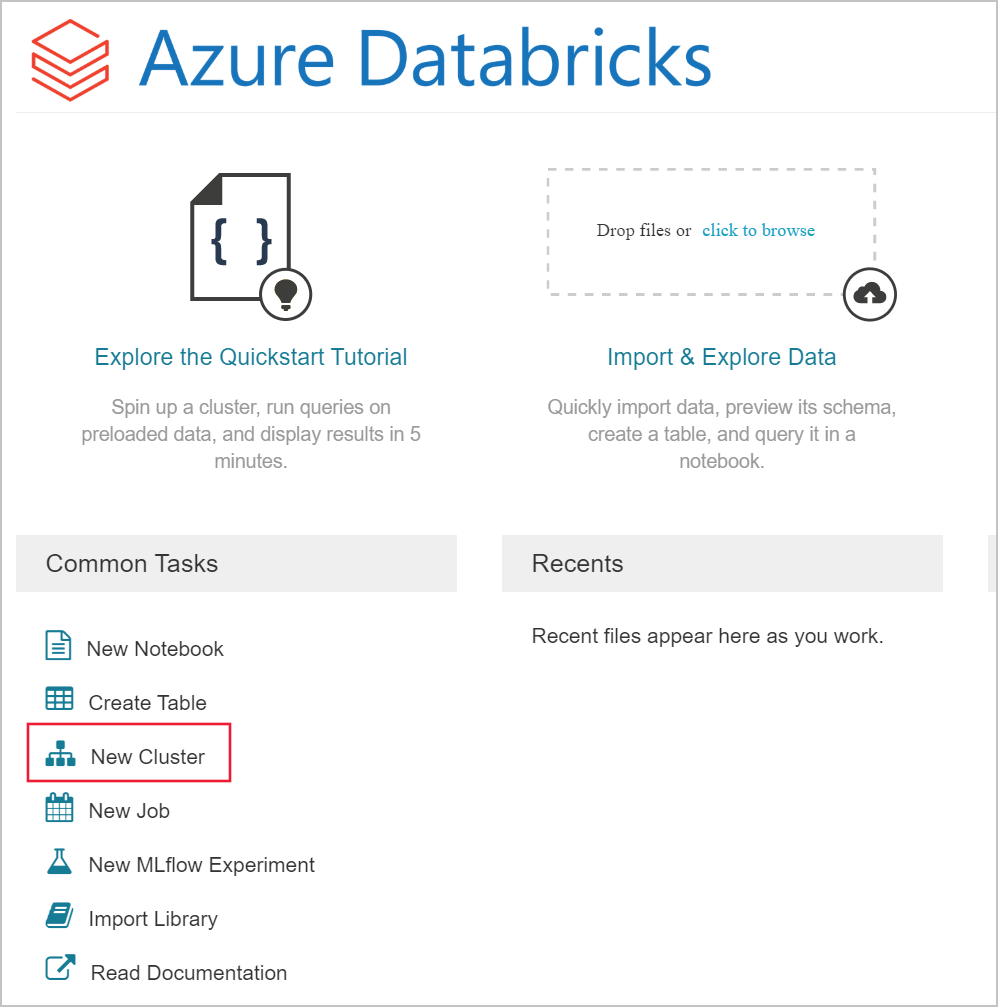 Azure Databricks
{ }
Drop files or click to browse
Explore the Quickstart Tutorial
Spin up a cluster, run queries on
preloaded data, and display results in 5
minutes.
Import & Explore Data
Quickly import data, preview its schema,
create a table, and query it in a
notebook.
Common Tasks
New Notebook
Create Table
New Cluster
New Job
New MLflow Experiment
Import Library
Read Documentation
Recents
Recent files appear here as you work.